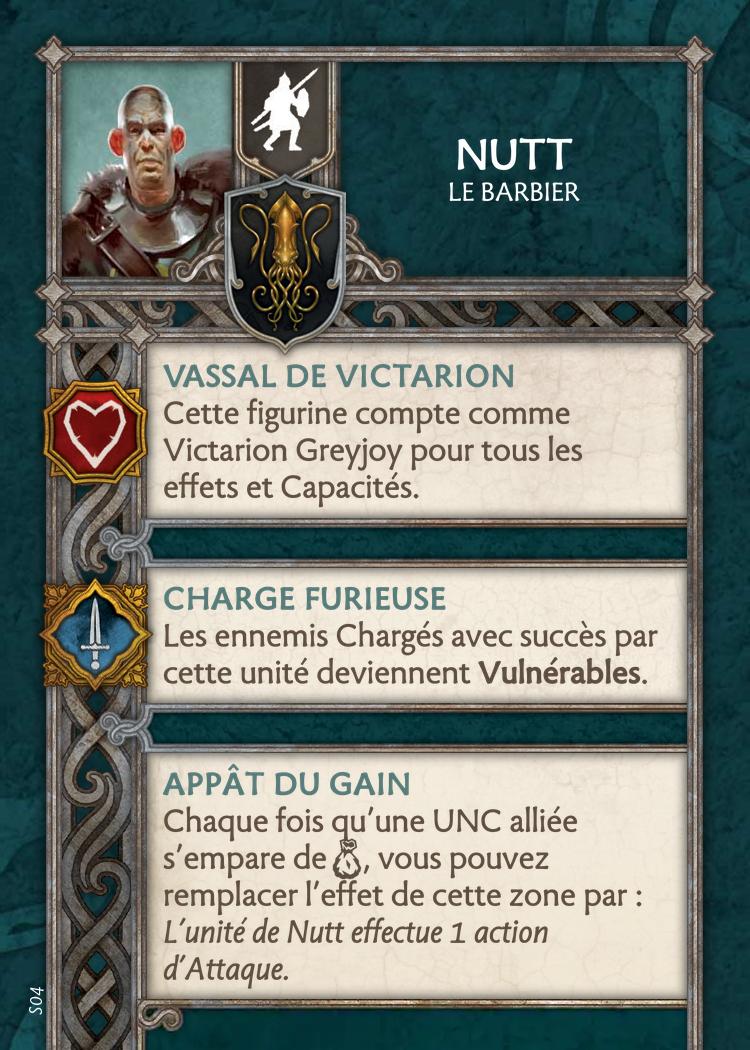 NUTT
LE BARBIER
VASSAL DE VICTARION
Cette figurine compte comme
Victarion Greyjoy pour tous les
effets et Capacités.
CHARGE FURIEUSE
Les ennemis Chargés avec succès par
cette unité deviennent Vulnérables.
APPÂT DU GAIN
Chaque fois qu’une UNC alliée
s’empare de , vous pouvez
remplacer l’effet de cette zone par :
L’unité de Nutt effectue 1 action
d’Attaque.
S04